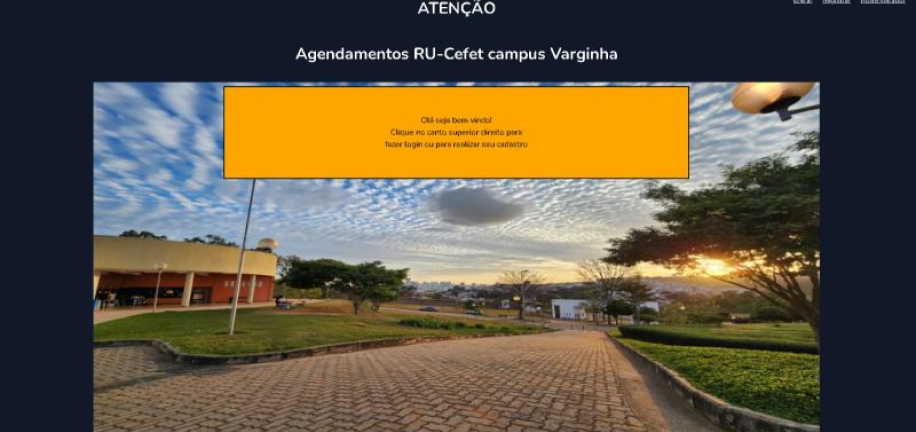 ATENÇÃO
Agendamentos RU-Cefet campus Varginha
Olá seja bem vindo!
Clique no canto superior direito para
fazer login ou para realizar seu cadastro